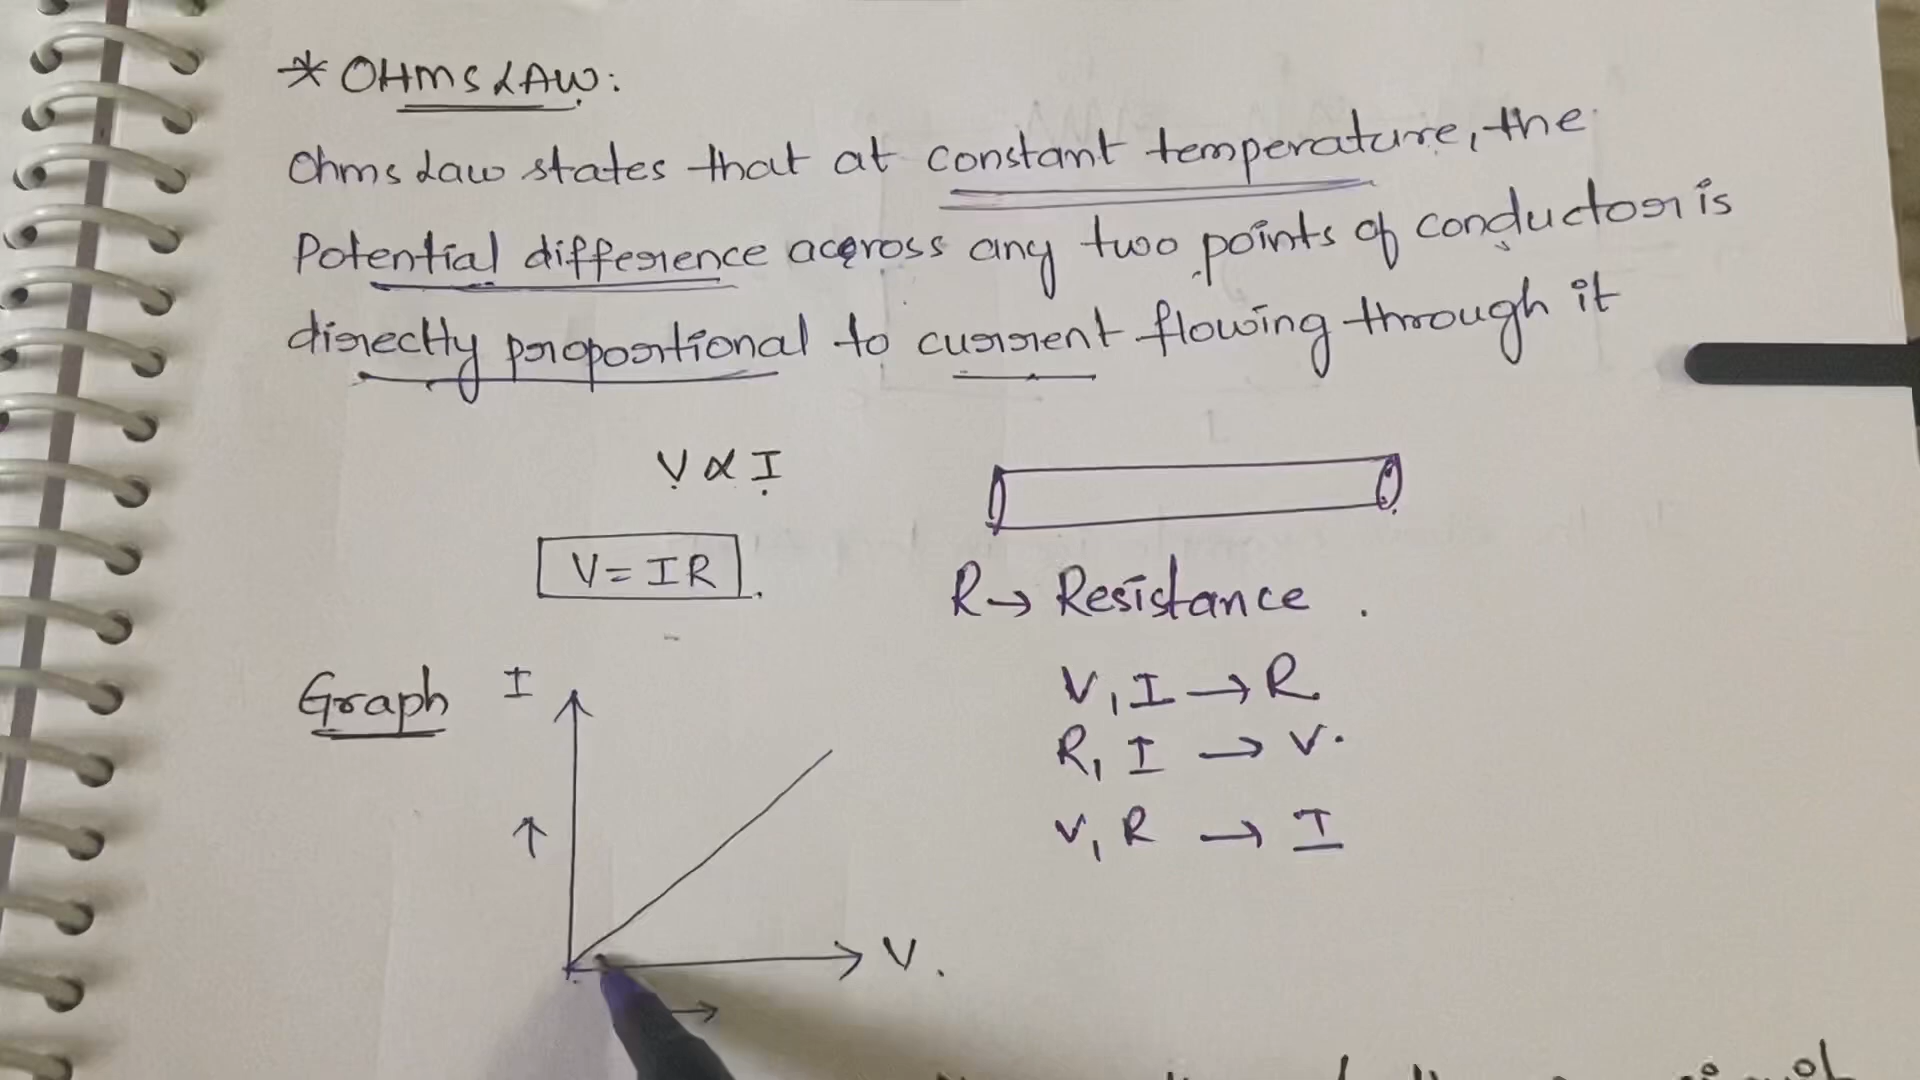 * OHMS LAW:
Ohms Law states that at constant temperature, the
Potential difference across any two points of conductor is
directly proportional to current flowing through it
V ∝ I
V = IR
R → Resistance
Graph I
V, I → R
R, I → V
V, R → I
↑
V
→